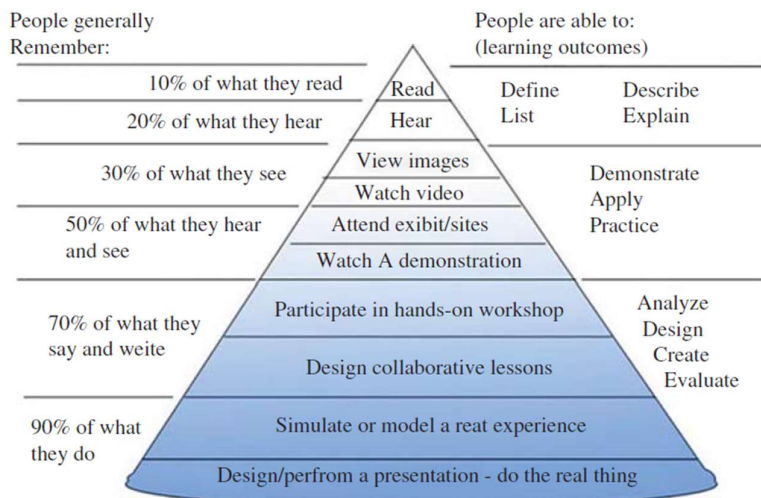 People generally
Remember:
People are able to:
(learning outcomes)
10% of what they read
Read
Define
Describe
List
Explain
20% of what they hear
Hear
30% of what they see
View images
Watch video
Demonstrate
Apply
Practice
50% of what they hear
and see
Attend exibit/sites
Watch A demonstration
70% of what they
say and weite
Participate in hands-on workshop
Design collaborative lessons
Analyze
Design
Create
Evaluate
90% of what
they do
Simulate or model a reat experience
Design/perfrom a presentation - do the real thing